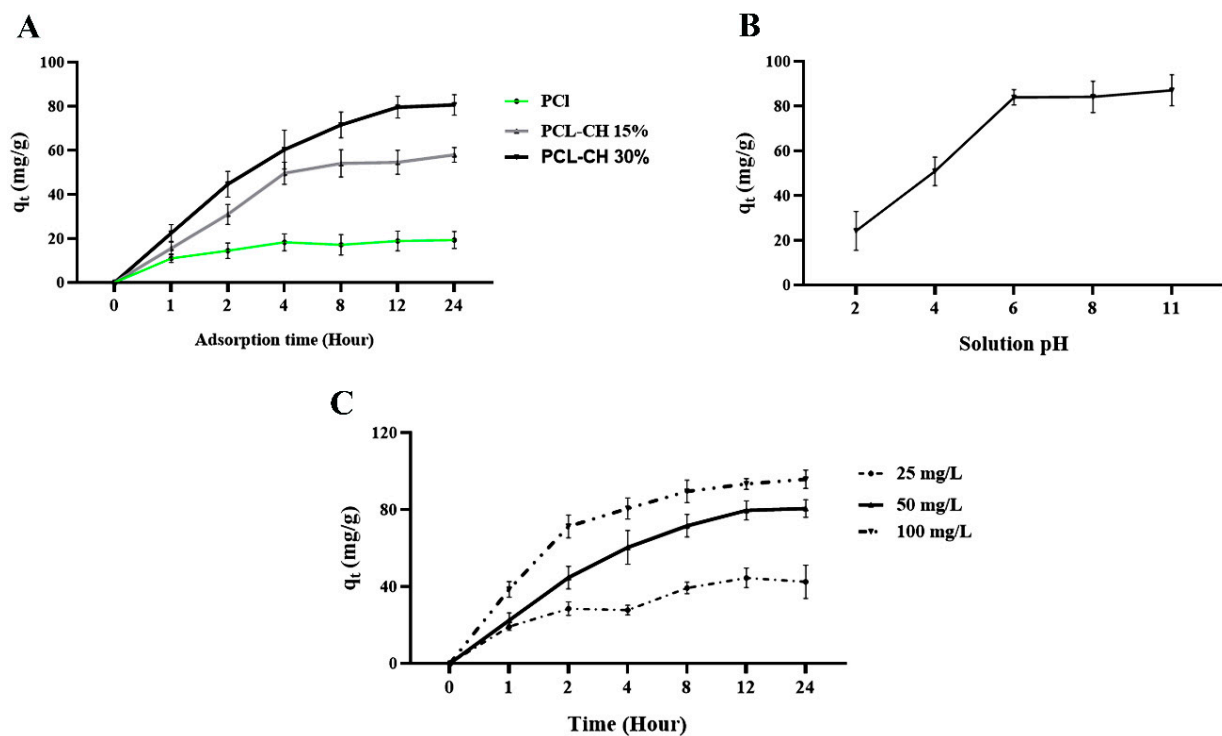 A
100
80
60
40
20
0
qt (mg/g)
0 1 2 4 8 12 24
Adsorption time (Hour)
PCl
PCL-CH 15%
PCL-CH 30%
B
100
80
60
40
20
0
qt (mg/g)
2 4 6 8 11
Solution pH
C
120
80
40
0
qt (mg/g)
0 1 2 4 8 12 24
Time (Hour)
25 mg/L
50 mg/L
100 mg/L